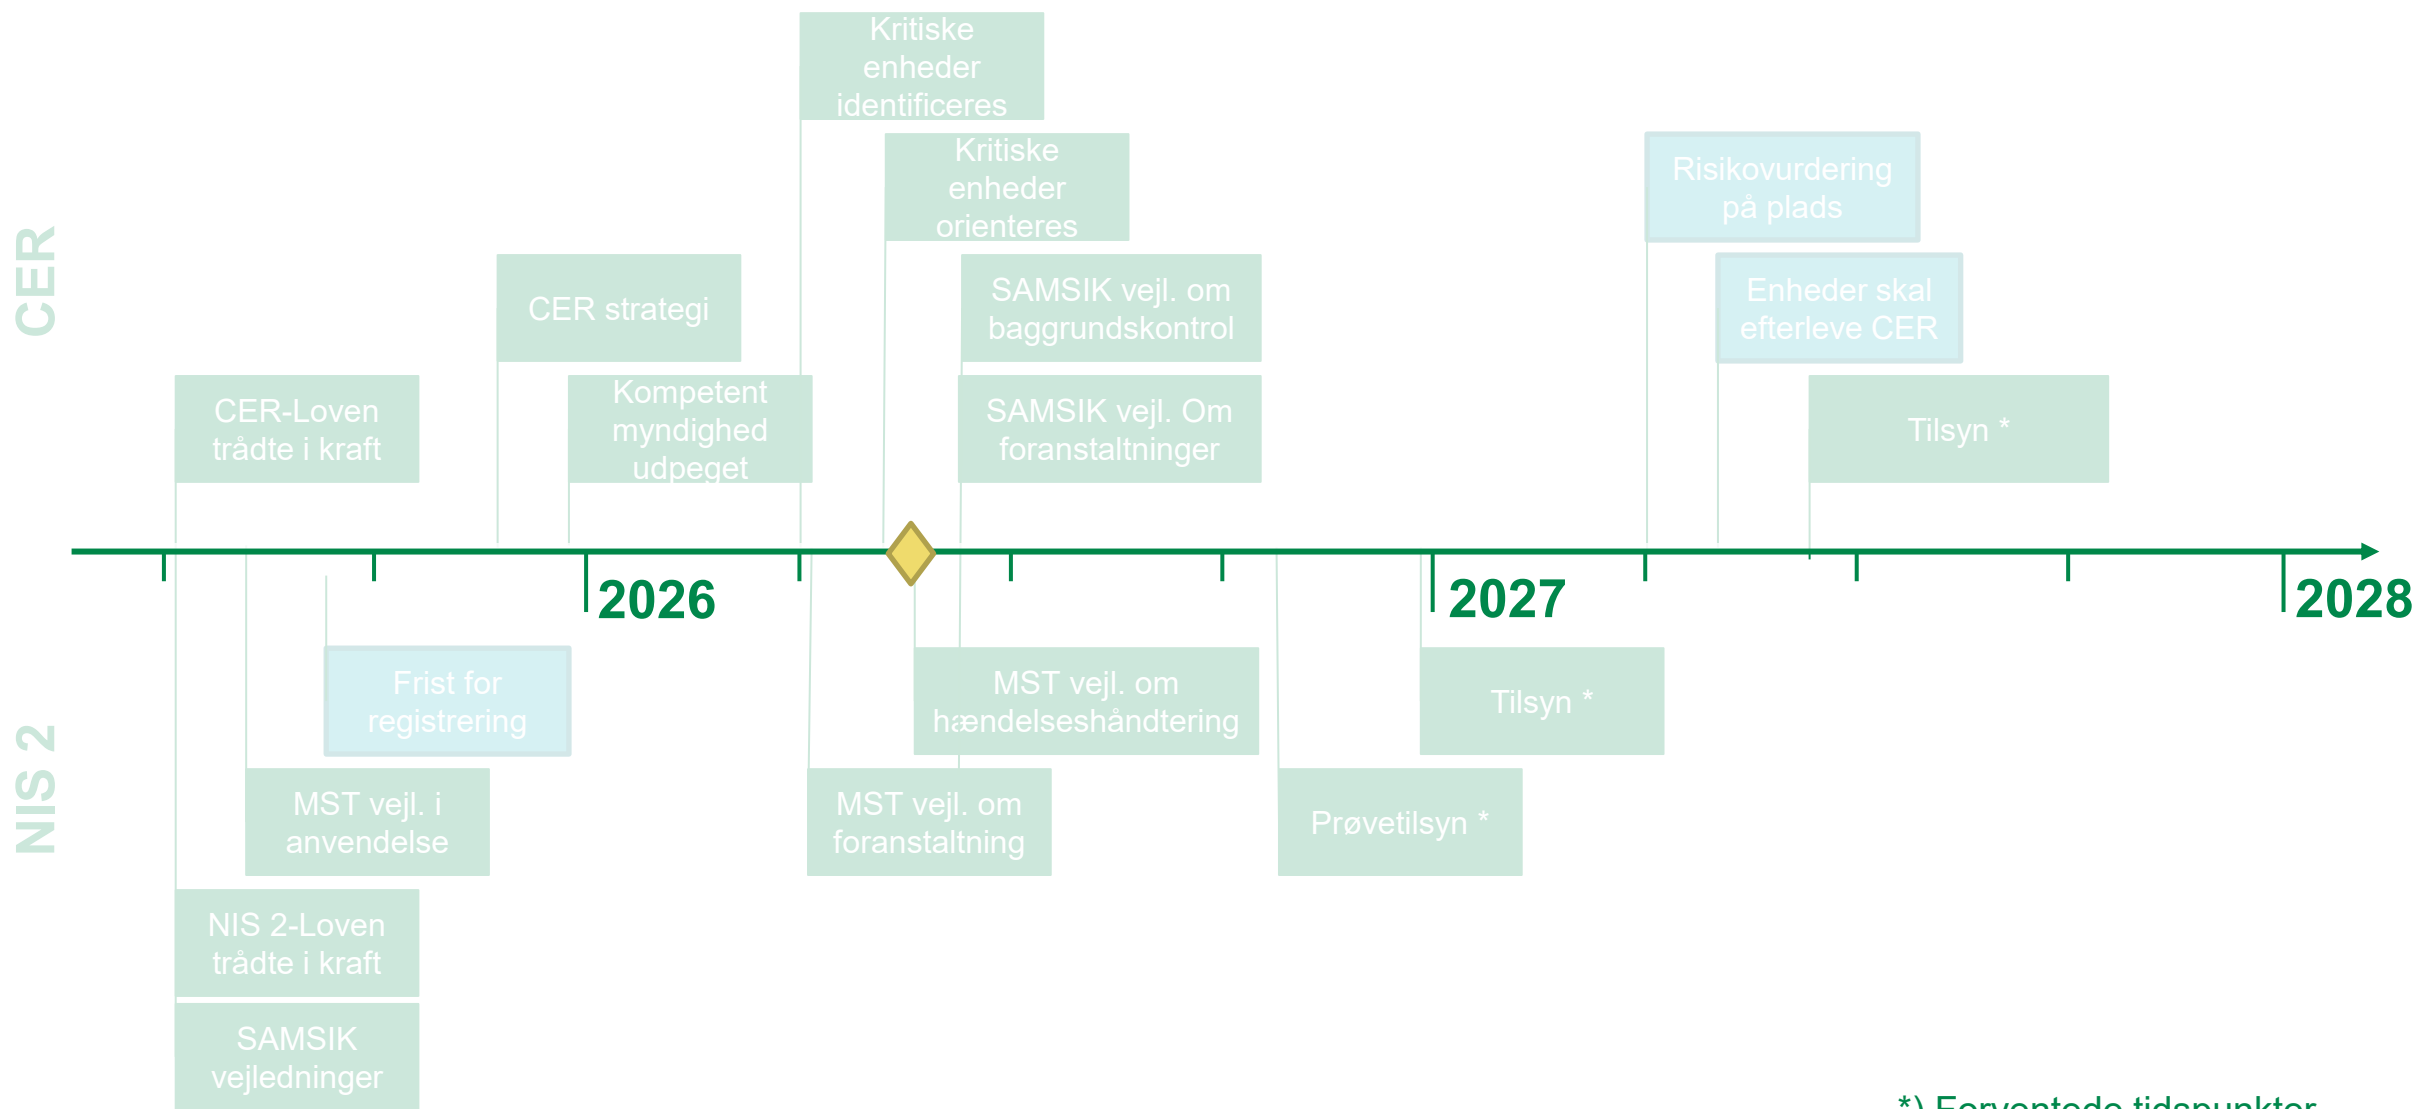 Kritiske
enheder
identificeres
Kritiske
enheder
orienteres
Risikovurdering
på plads
CER
CER strategi
SAMSIK vejl. om
baggrundskontrol
Enheder skal
efterleve CER
CER-Loven
trådte i kraft
Kompetent
myndighed
udpeget
SAMSIK vejl. Om
foranstaltninger
Tilsyn *
2026
2027
2028
NIS 2
Frist for
registrering
MST vejl. om
hændelseshåndtering
Tilsyn *
MST vejl. i
anvendelse
MST vejl. om
foranstaltning
Prøvetilsyn *
NIS 2-Loven
trådte i kraft
SAMSIK
vejledninger
*) Forventede tidspunkter